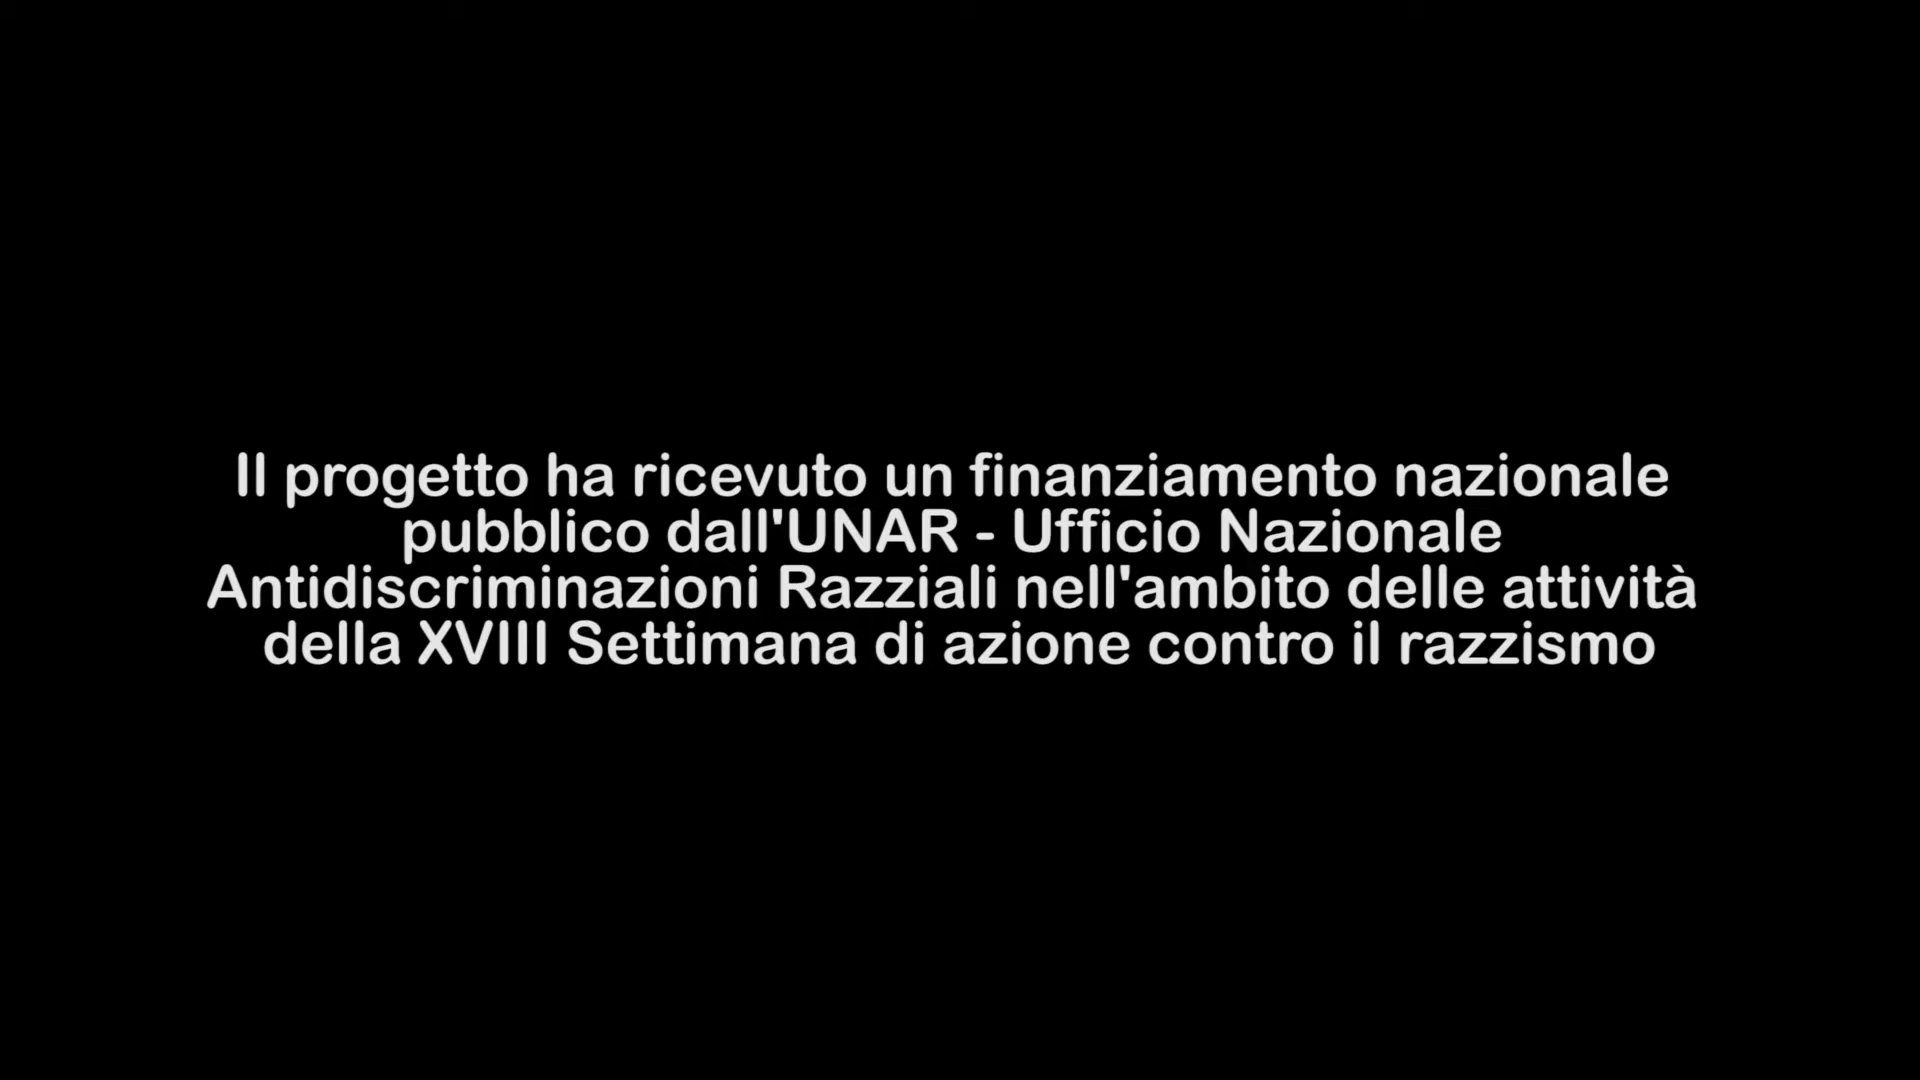 Il progetto ha ricevuto un finanziamento nazionale
pubblico dall'UNAR - Ufficio Nazionale
Antidiscriminazioni Razziali nell'ambito delle attività
della XVIII Settimana di azione contro il razzismo